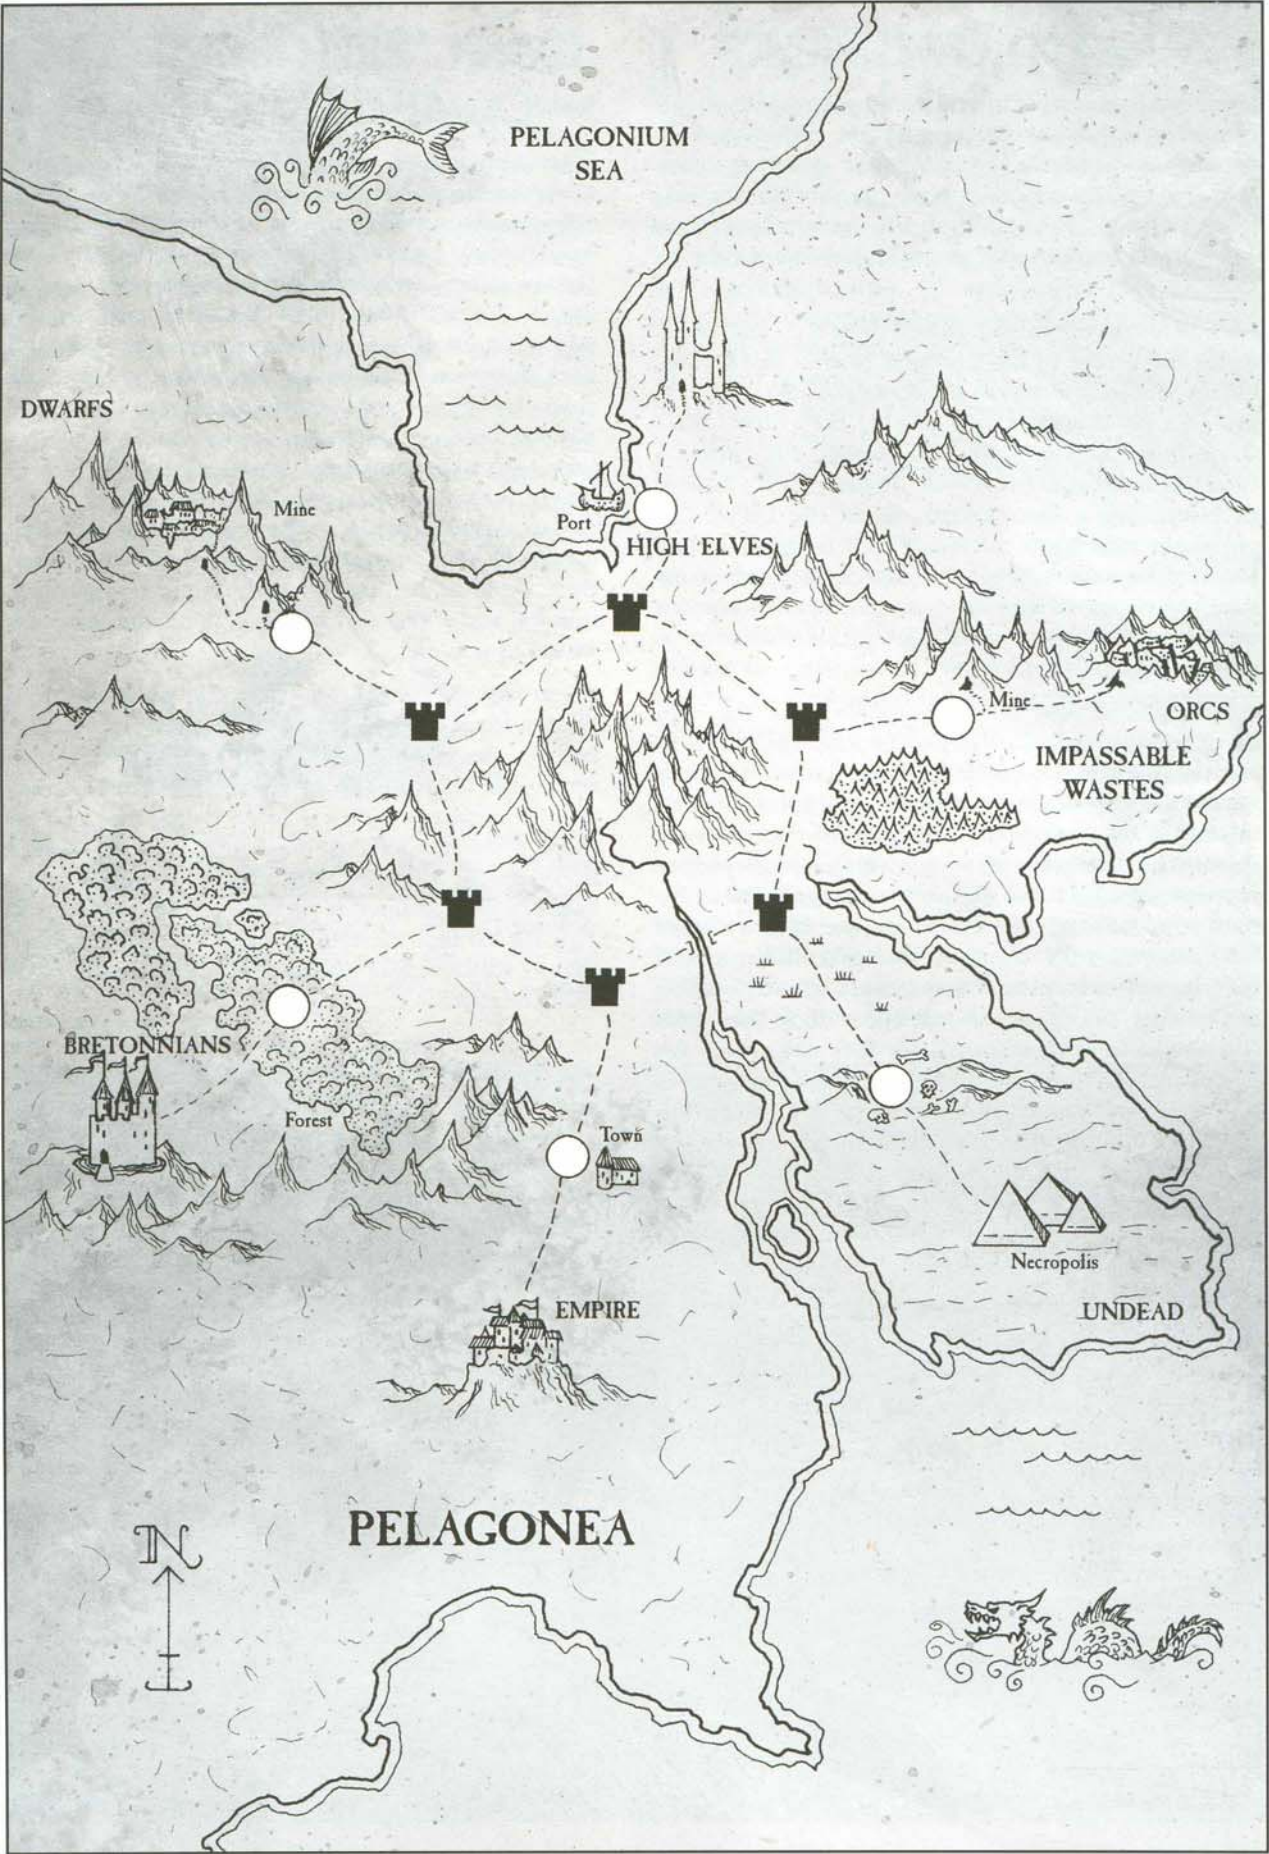 PELAGONIUM
SEA
DWARFS
Mine
Port
HIGH ELVES
Mine
ORCS
IMPASSABLE
WASTES
BRETONNIANS
Forest
Town
Necropolis
EMPIRE
UNDEAD
PELAGONEA
N